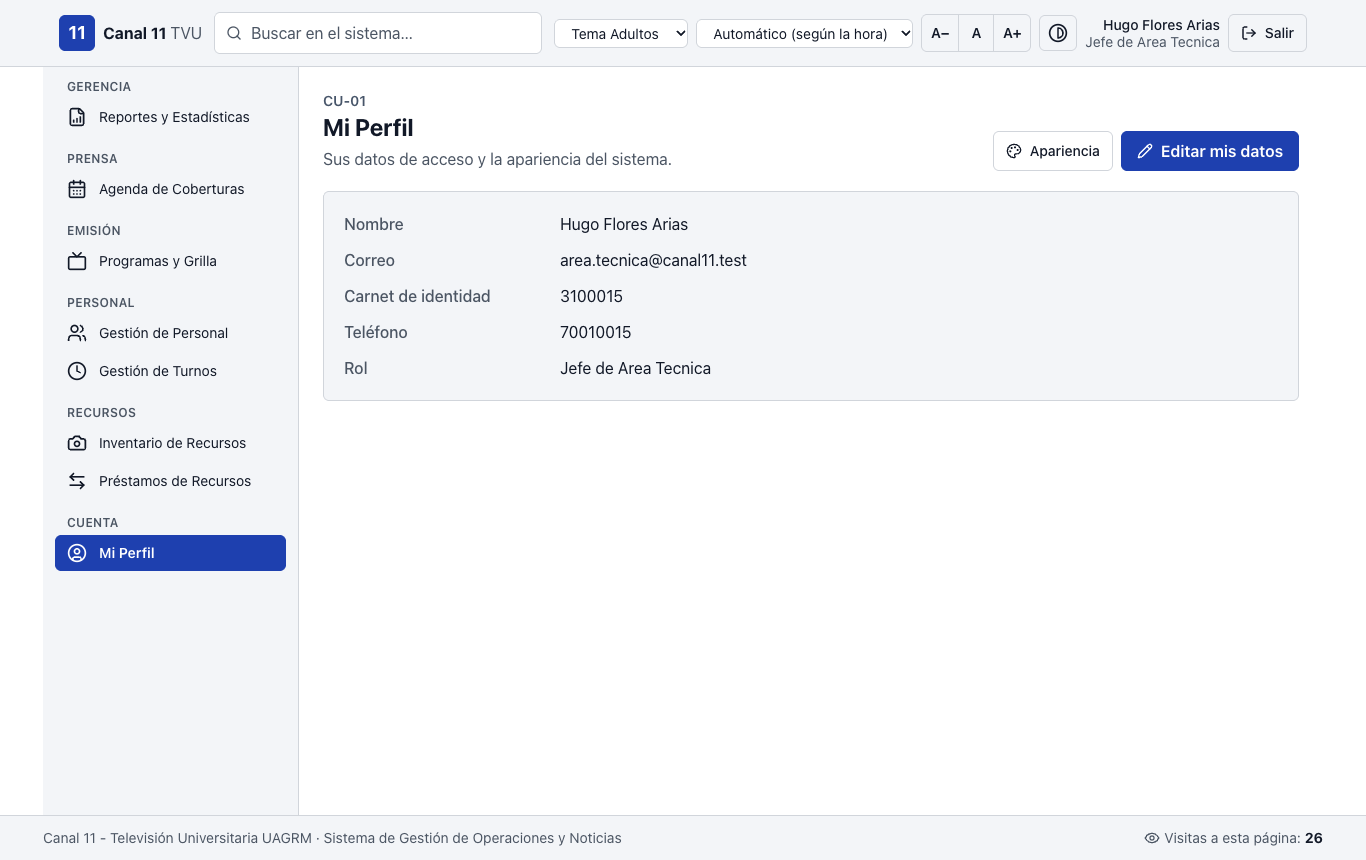 11 Canal 11 TVU
Buscar en el sistema...
Tema Adultos
Automático (según la hora)
A− A A+
Hugo Flores Arias
Jefe de Area Tecnica
Salir
GERENCIA
Reportes y Estadísticas
PRENSA
Agenda de Coberturas
EMISIÓN
Programas y Grilla
PERSONAL
Gestión de Personal
Gestión de Turnos
RECURSOS
Inventario de Recursos
Préstamos de Recursos
CUENTA
Mi Perfil
CU-01
Mi Perfil
Sus datos de acceso y la apariencia del sistema.
Apariencia
Editar mis datos
Nombre Hugo Flores Arias
Correo area.tecnica@canal11.test
Carnet de identidad 3100015
Teléfono 70010015
Rol Jefe de Area Tecnica
Canal 11 - Televisión Universitaria UAGRM · Sistema de Gestión de Operaciones y Noticias
Visitas a esta página: 26